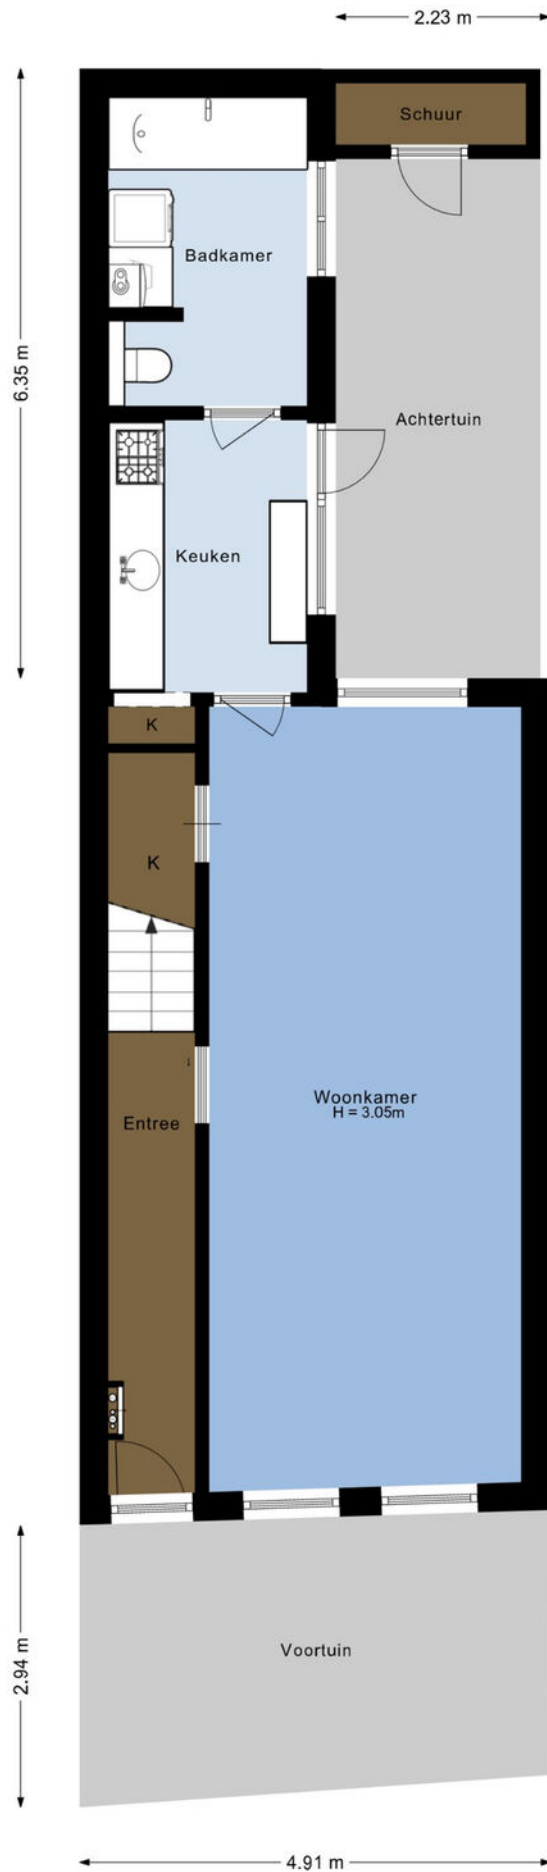 2.23 m
Schuur
Badkamer
6.35 m
Achtertuin
Keuken
K
K
Woonkamer
H = 3.05m
Entree
Voortuin
2.94 m
4.91 m